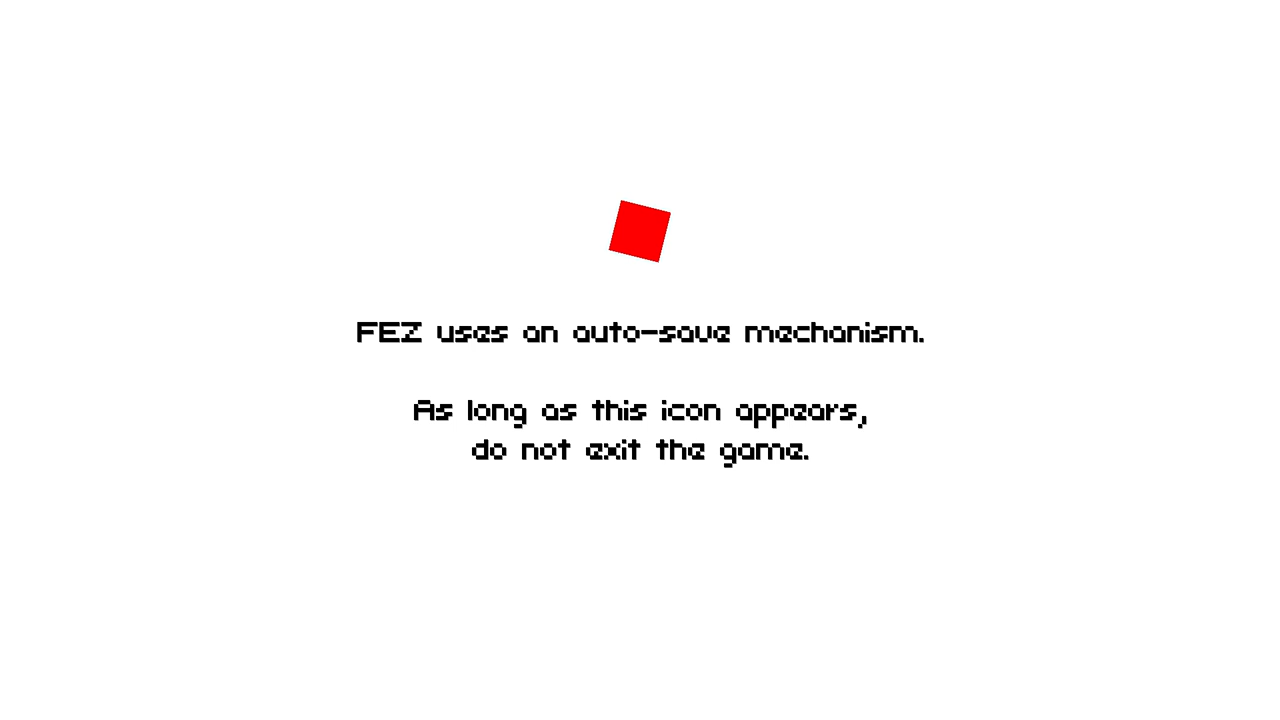 FEZ uses an auto-save mechanism.
As long as this icon appears,
do not exit the game.